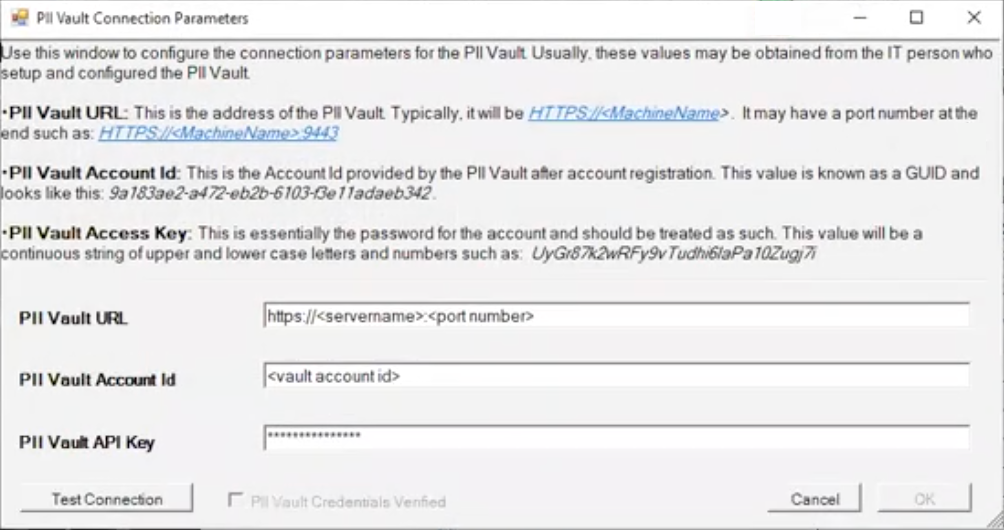 PII Vault Connection Parameters
Use this window to configure the connection parameters for the PII Vault. Usually, these values may be obtained from the IT person who
setup and configured the PII Vault.
•PII Vault URL: This is the address of the PII Vault. Typically, it will be HTTPS://<MachineName>. It may have a port number at the
end such as: HTTPS://<MachineName>:9443
•PII Vault Account Id: This is the Account Id provided by the PII Vault after account registration. This value is known as a GUID and
looks like this: 9a183ae2-a472-eb2b-6103-f3e11adaeb342.
•PII Vault Access Key: This is essentially the password for the account and should be treated as such. This value will be a
continuous string of upper and lower case letters and numbers such as: UyGr87k2wRFy9vTudhi6IaPa10Zugj7i
PII Vault URL
https://<servername>:<port number>
PII Vault Account Id
<vault account id>
PII Vault API Key
***************
Test Connection
PII Vault Credentials Verified
Cancel
OK